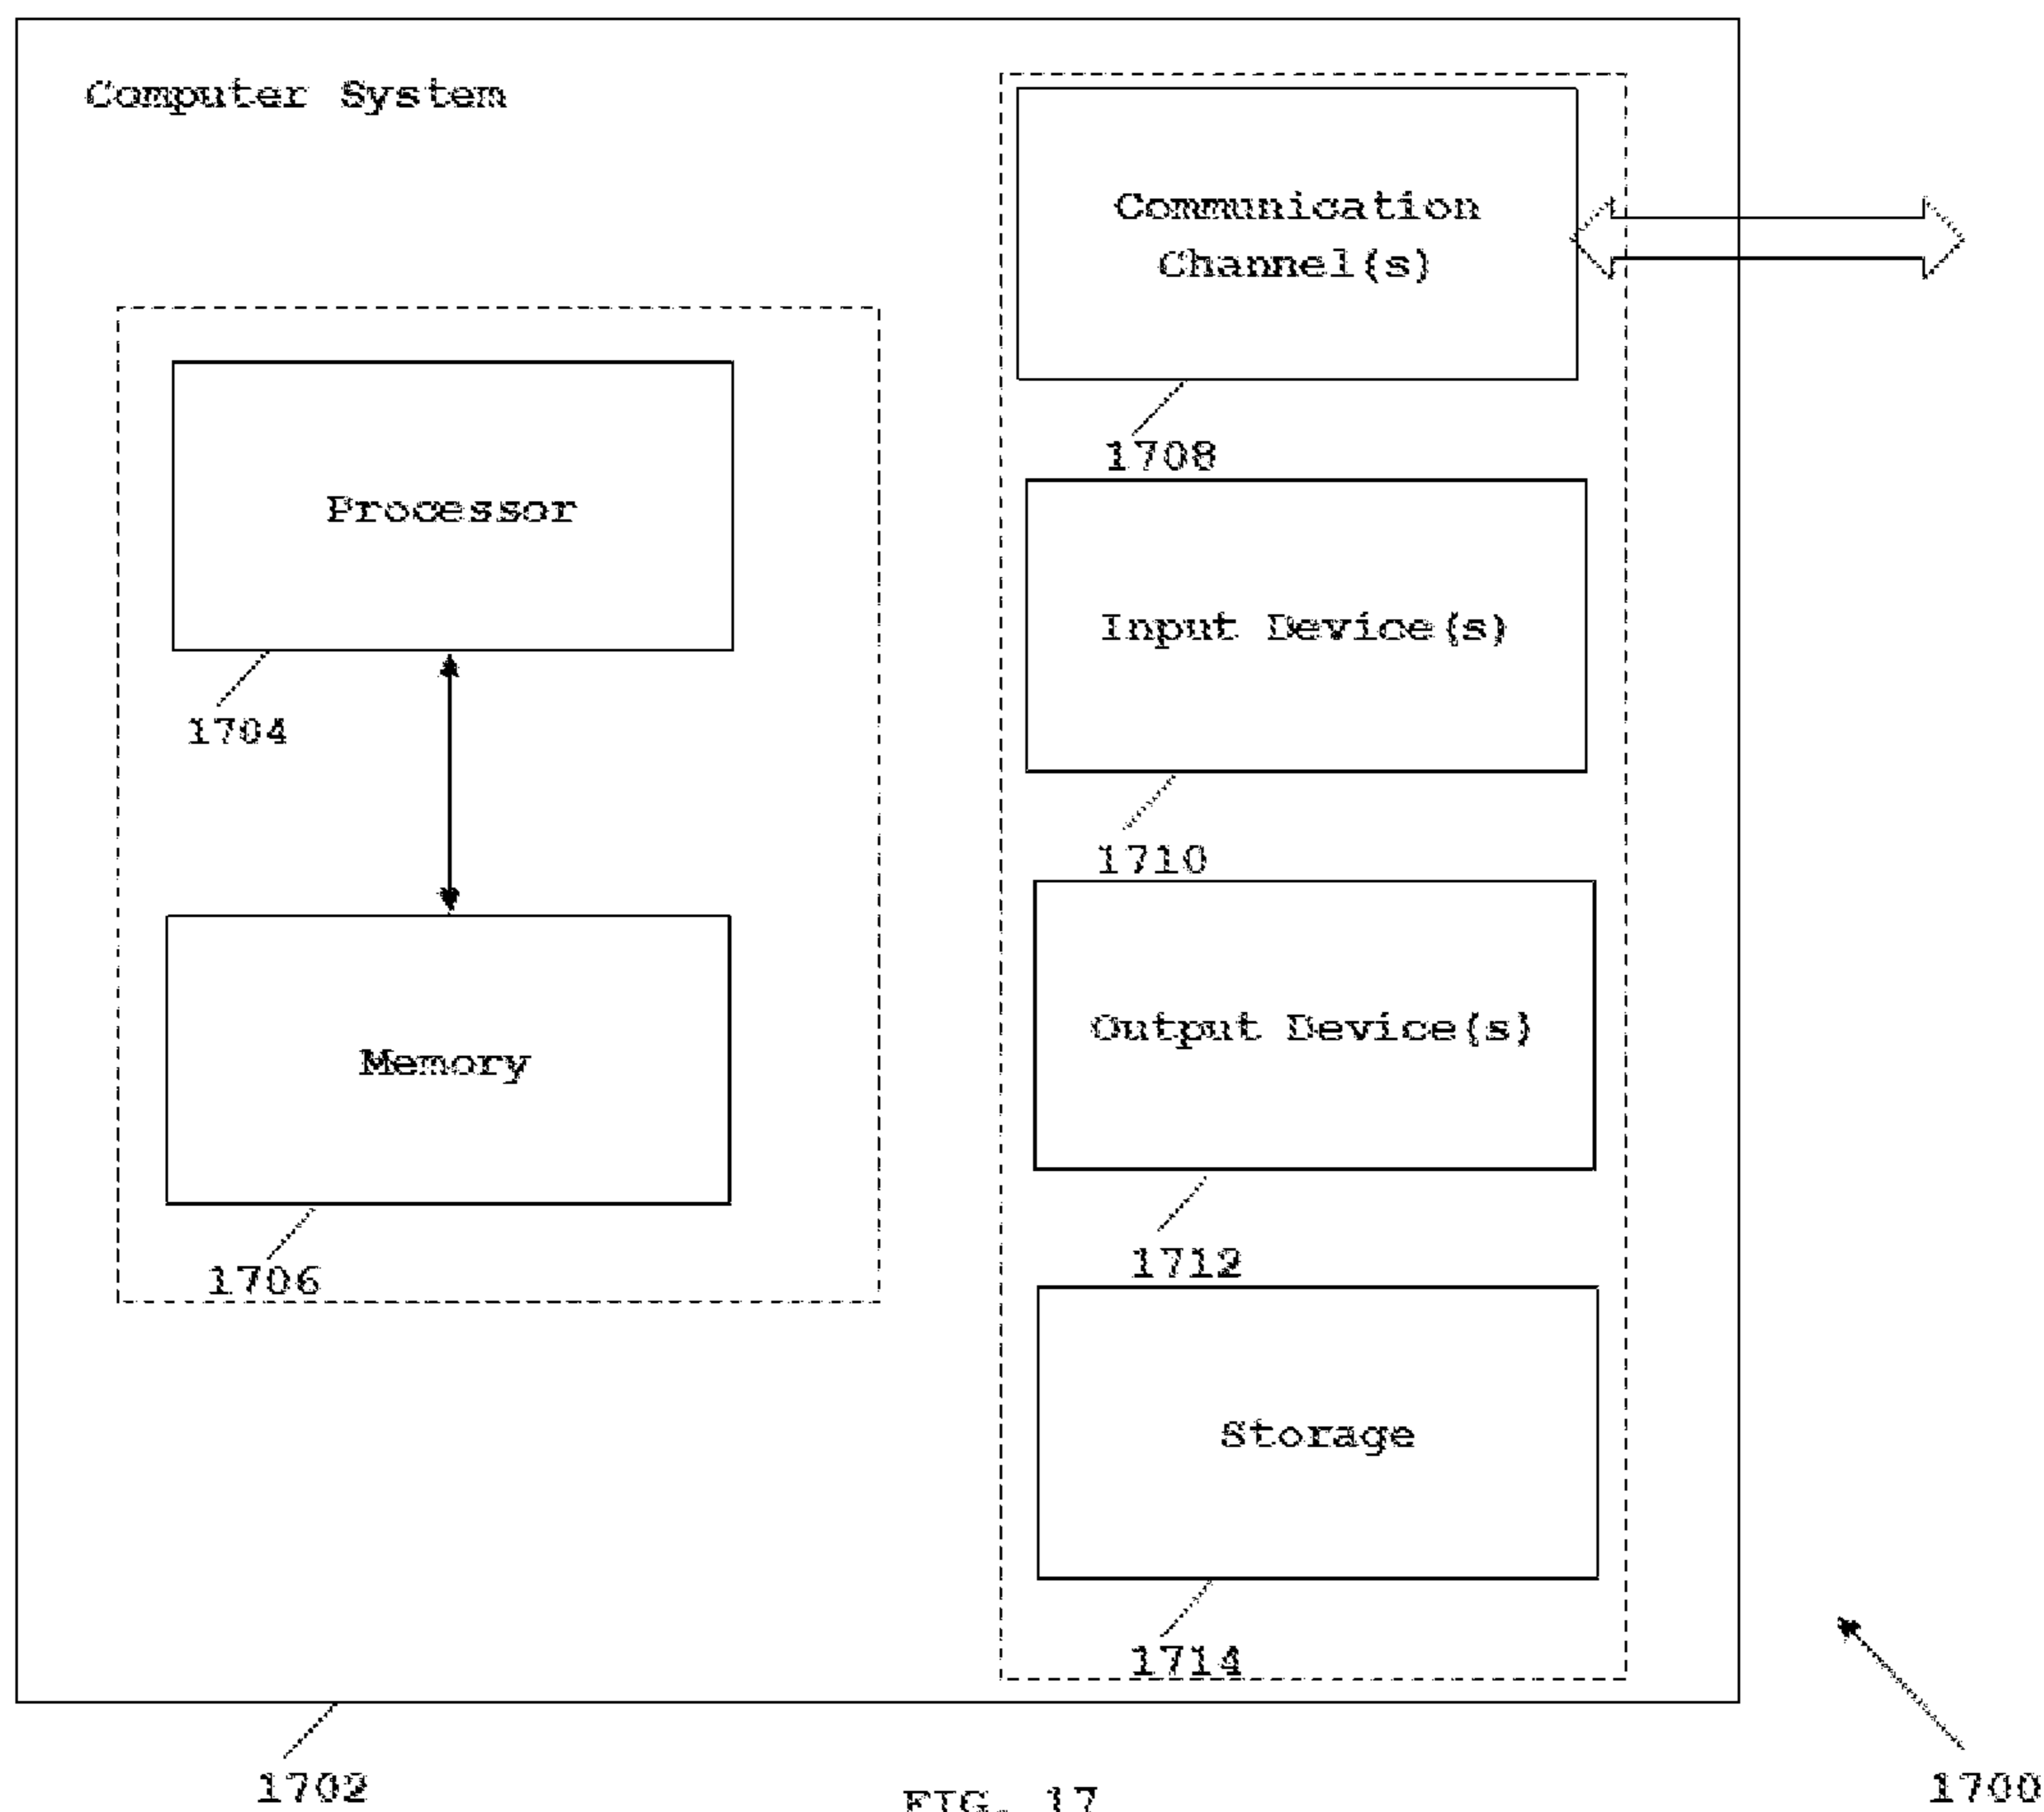 Computer System
Communication
Channel(s)
1708
Processor
1704
Input Device(s)
1710
Memory
1706
Output Device(s)
1712
Storage
1714
1702
FIG. 17
1700